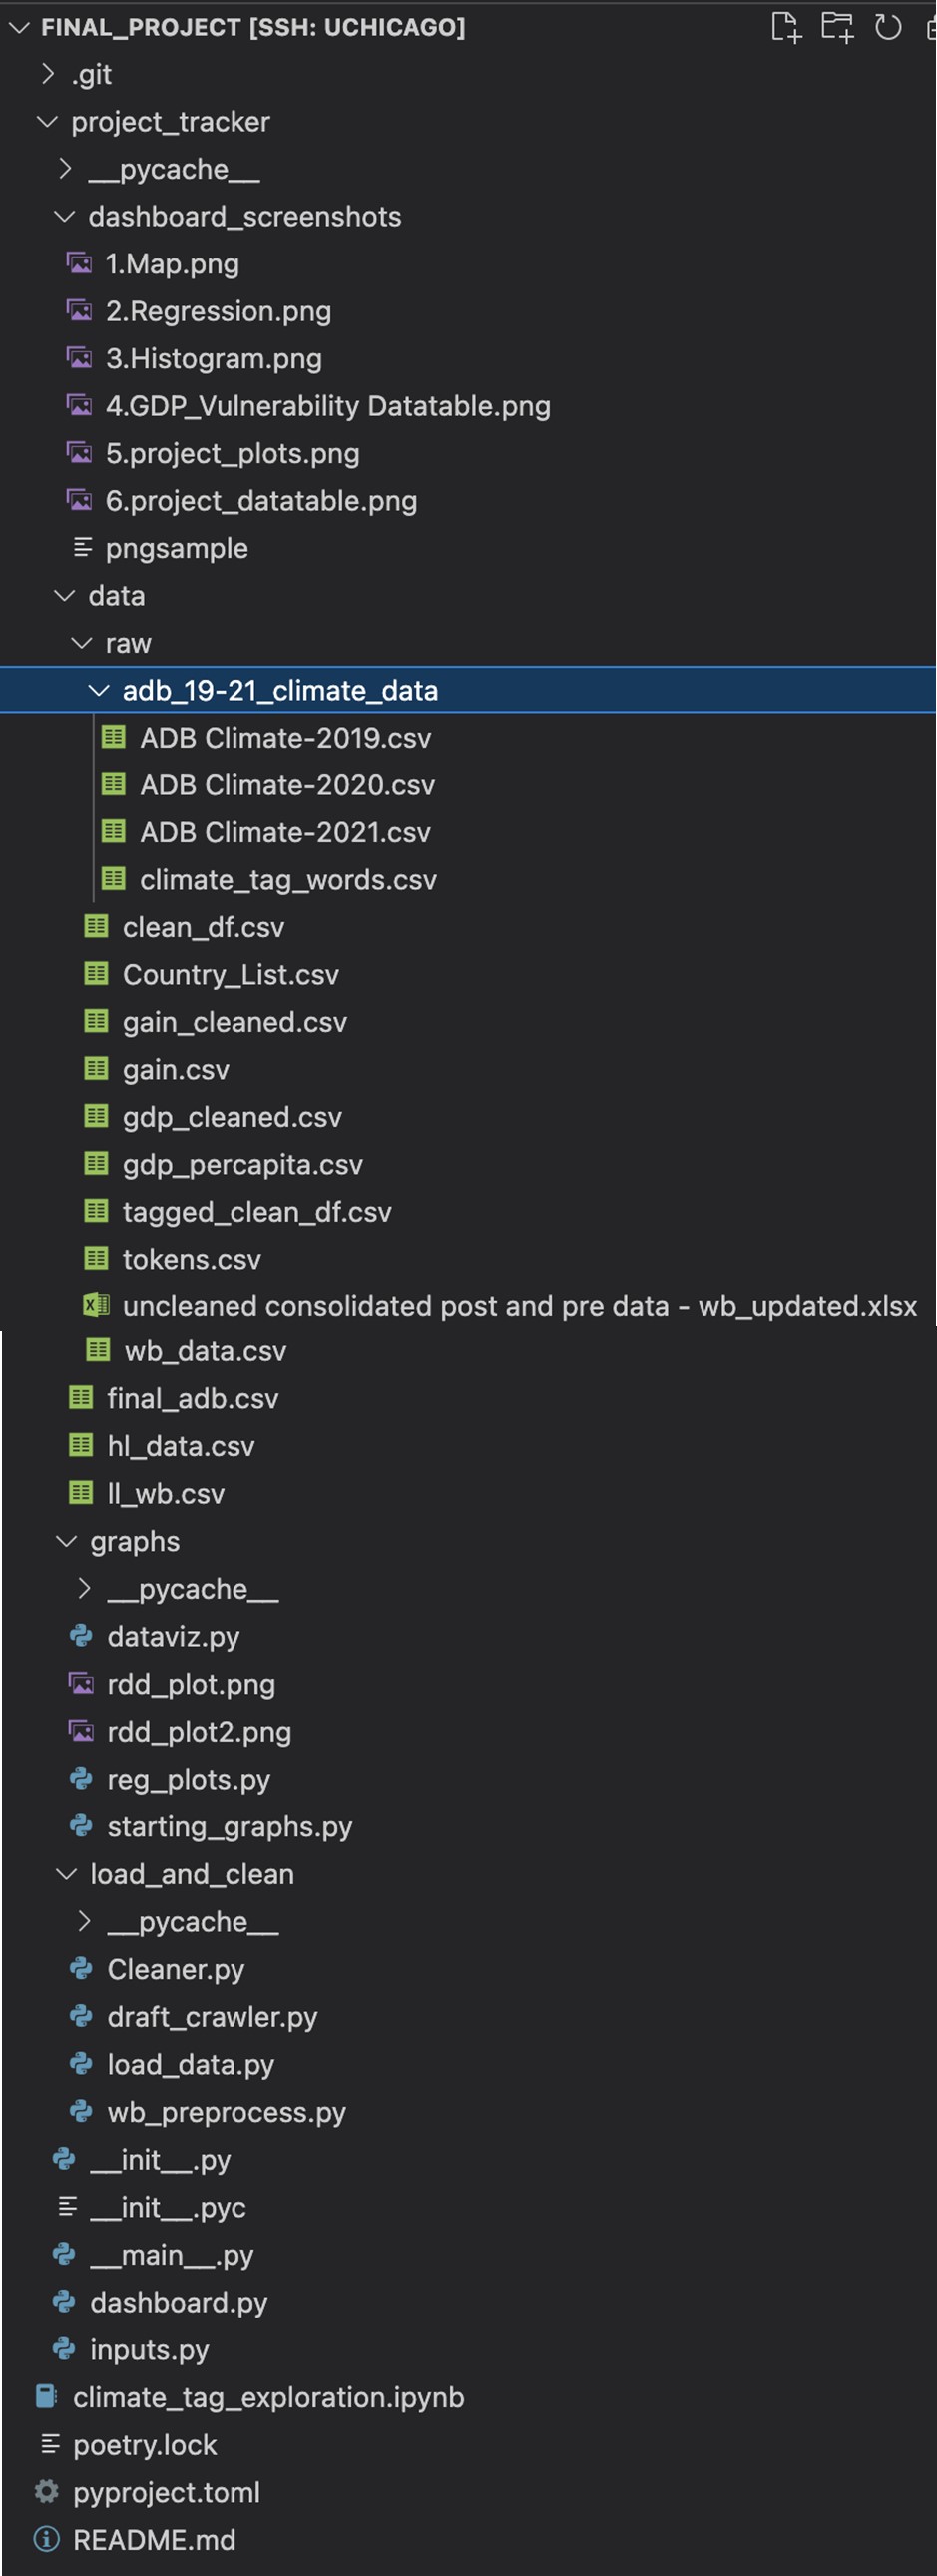 FINAL_PROJECT [SSH: UCHICAGO]
.git
project_tracker
__pycache__
dashboard_screenshots
1.Map.png
2.Regression.png
3.Histogram.png
4.GDP_Vulnerability Datatable.png
5.project_plots.png
6.project_datatable.png
pngsample
data
raw
adb_19-21_climate_data
ADB Climate-2019.csv
ADB Climate-2020.csv
ADB Climate-2021.csv
climate_tag_words.csv
clean_df.csv
Country_List.csv
gain_cleaned.csv
gain.csv
gdp_cleaned.csv
gdp_percapita.csv
tagged_clean_df.csv
tokens.csv
uncleaned consolidated post and pre data - wb_updated.xlsx
wb_data.csv
final_adb.csv
hl_data.csv
ll_wb.csv
graphs
__pycache__
dataviz.py
rdd_plot.png
rdd_plot2.png
reg_plots.py
starting_graphs.py
load_and_clean
__pycache__
Cleaner.py
draft_crawler.py
load_data.py
wb_preprocess.py
__init__.py
__init__.pyc
__main__.py
dashboard.py
inputs.py
climate_tag_exploration.ipynb
poetry.lock
pyproject.toml
README.md